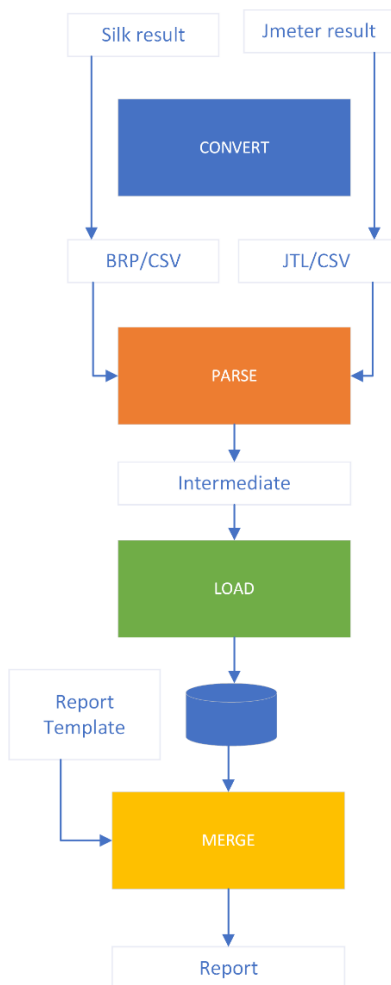 Silk result
Jmeter result
CONVERT
BRP/CSV
JTL/CSV
PARSE
Intermediate
LOAD
Report
Template
MERGE
Report